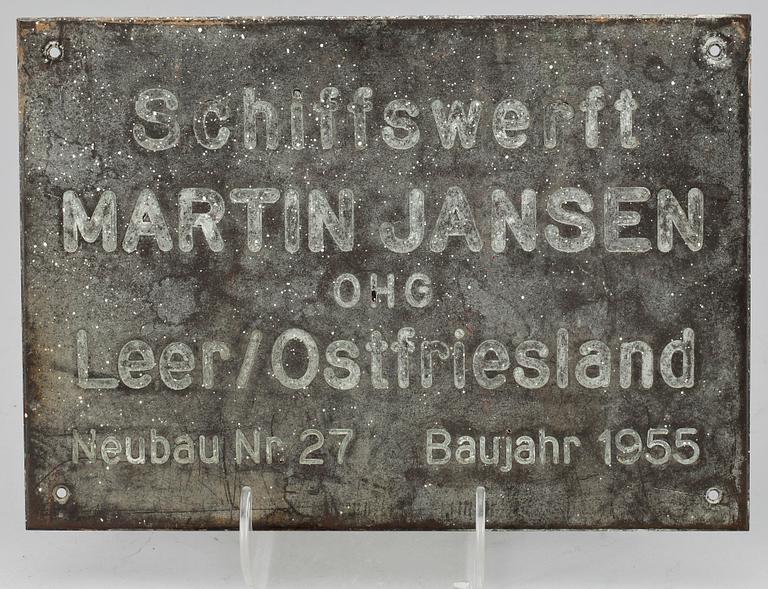 Schiffswerft
MARTIN JANSEN
OHG
Leer/Ostfriesland
Neubau Nr. 27 Baujahr 1955